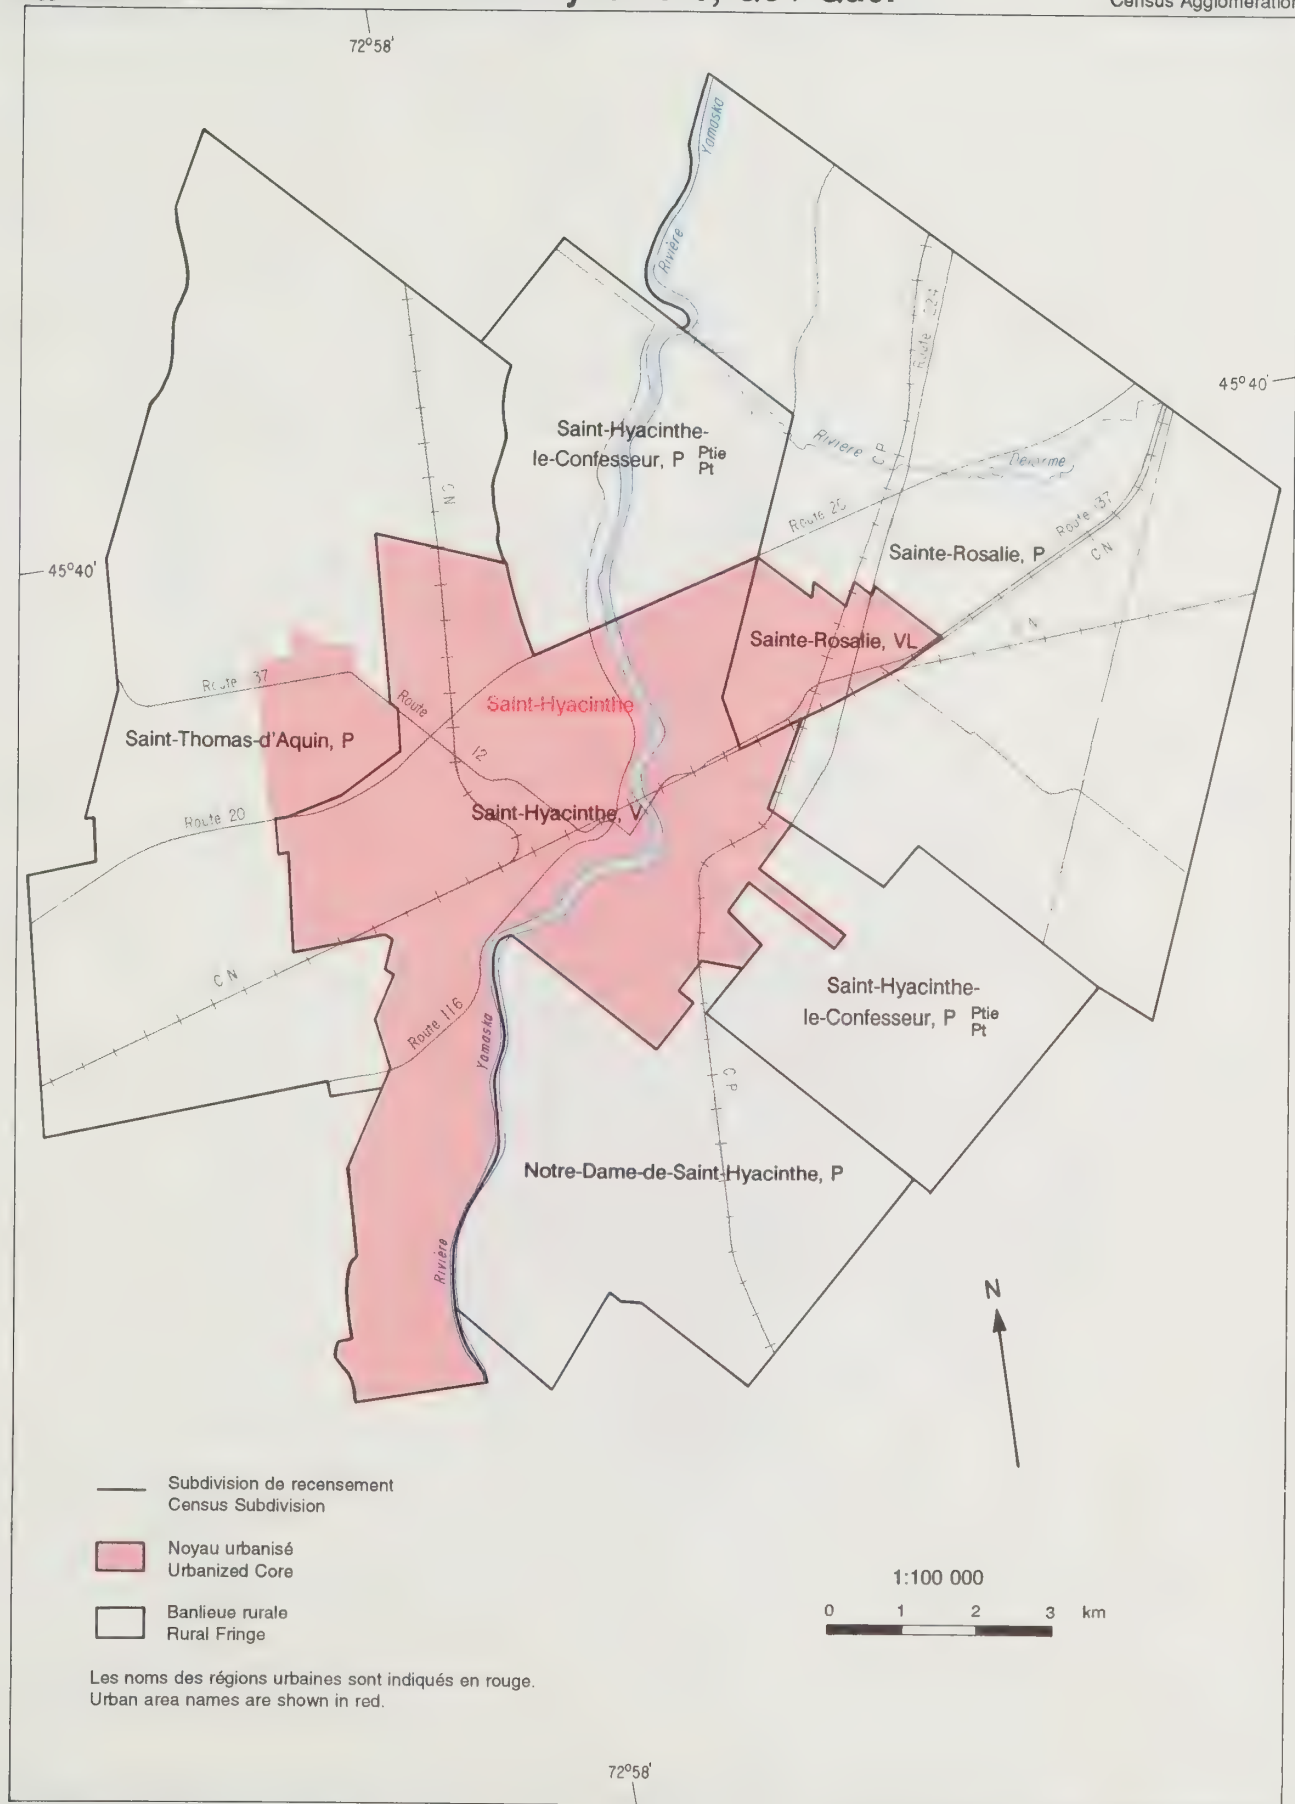 Census Agglomeration
72°58'
Yamaska
Rivière
Route 224
45°40'
Saint-Hyacinthe-
le-Confesseur, P Ptie
Pt
Rivière
CP
Delorme
CN
Route 20
Route 137
Sainte-Rosalie, P
CN
45°40'
Sainte-Rosalie, VL
Route 137
Route
Saint-Hyacinthe
Saint-Thomas-d'Aquin, P
Saint-Hyacinthe, V
Route 20
CN
Saint-Hyacinthe-
le-Confesseur, P Ptie
Pt
Route 116
Yamaska
CP
Notre-Dame-de-Saint-Hyacinthe, P
Rivière
N
Subdivision de recensement
Census Subdivision
Noyau urbanisé
Urbanized Core
Banlieue rurale
Rural Fringe
1:100 000
0 1 2 3 km
Les noms des régions urbaines sont indiqués en rouge.
Urban area names are shown in red.
72°58'